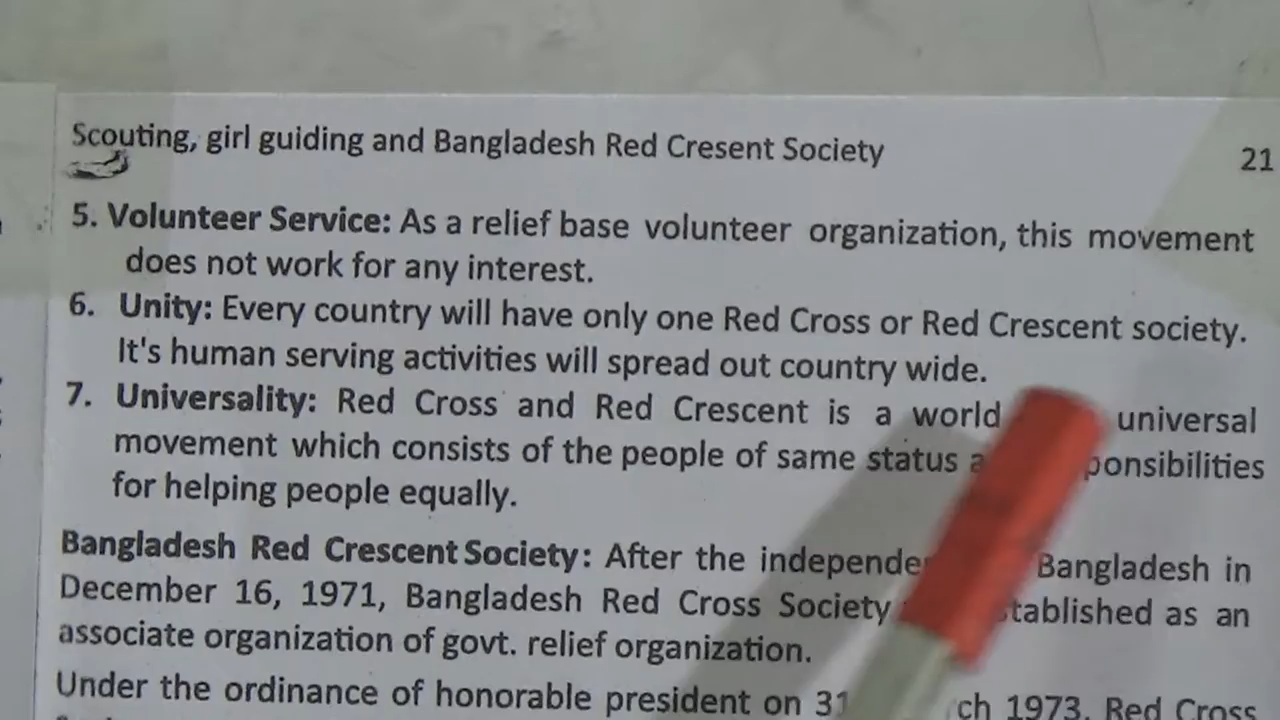 Scouting, girl guiding and Bangladesh Red Cresent Society 21
5. Volunteer Service: As a relief base volunteer organization, this movement
does not work for any interest.
6. Unity: Every country will have only one Red Cross or Red Crescent society.
It's human serving activities will spread out country wide.
7. Universality: Red Cross and Red Crescent is a world universal
movement which consists of the people of same status
for helping people equally.
Bangladesh Red Crescent Society: After the Bangladesh in
December 16, 1971, Bangladesh Red Cross Society as an
associate organization of govt. relief organization.
Under the ordinance of honorable president on 1973, Red Cross